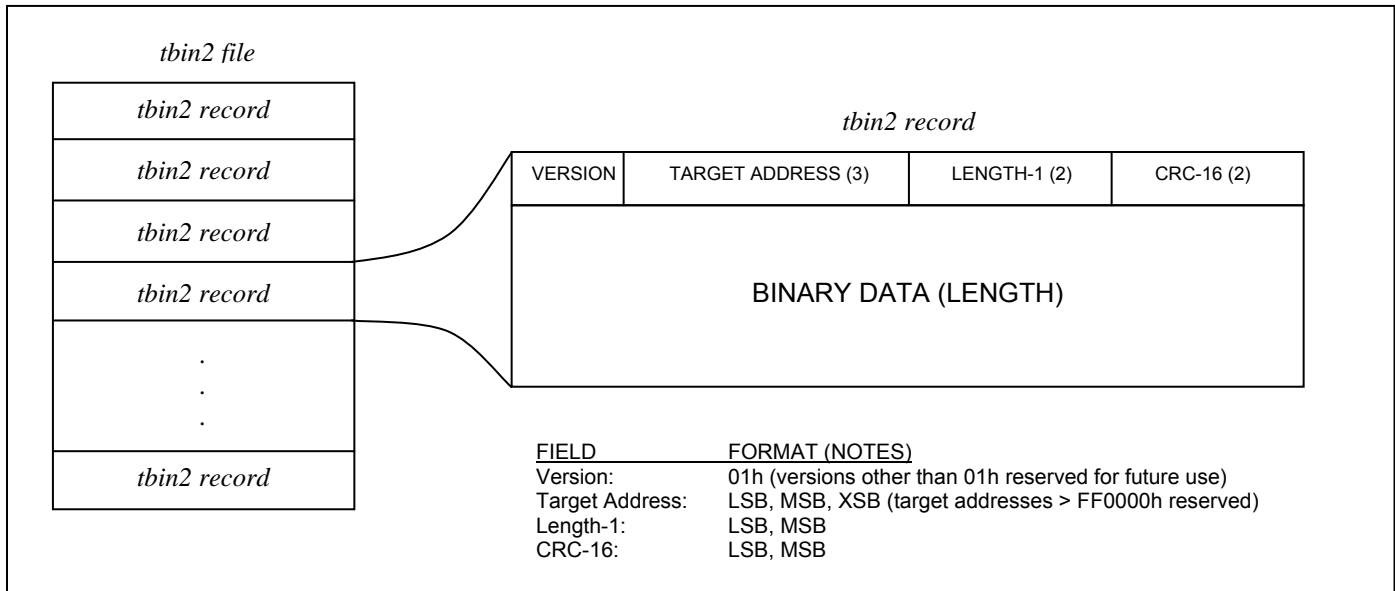 tbin2 file
tbin2 record
tbin2 record
tbin2 record
tbin2 record
.
.
.
tbin2 record
tbin2 record
VERSION TARGET ADDRESS (3) LENGTH-1 (2) CRC-16 (2)
BINARY DATA (LENGTH)
FIELD FORMAT (NOTES)
Version: 01h (versions other than 01h reserved for future use)
Target Address: LSB, MSB, XSB (target addresses > FF0000h reserved)
Length-1: LSB, MSB
CRC-16: LSB, MSB